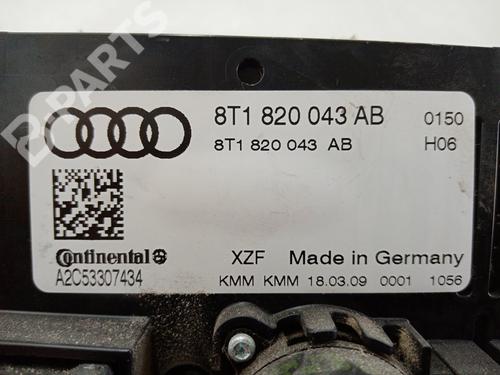 8T1 820 043 AB 0150
8T1 820 043 AB H06
Continental
A2C53307434
XZF Made in Germany
KMM KMM 18.03.09 0001 1056
B-PARTS